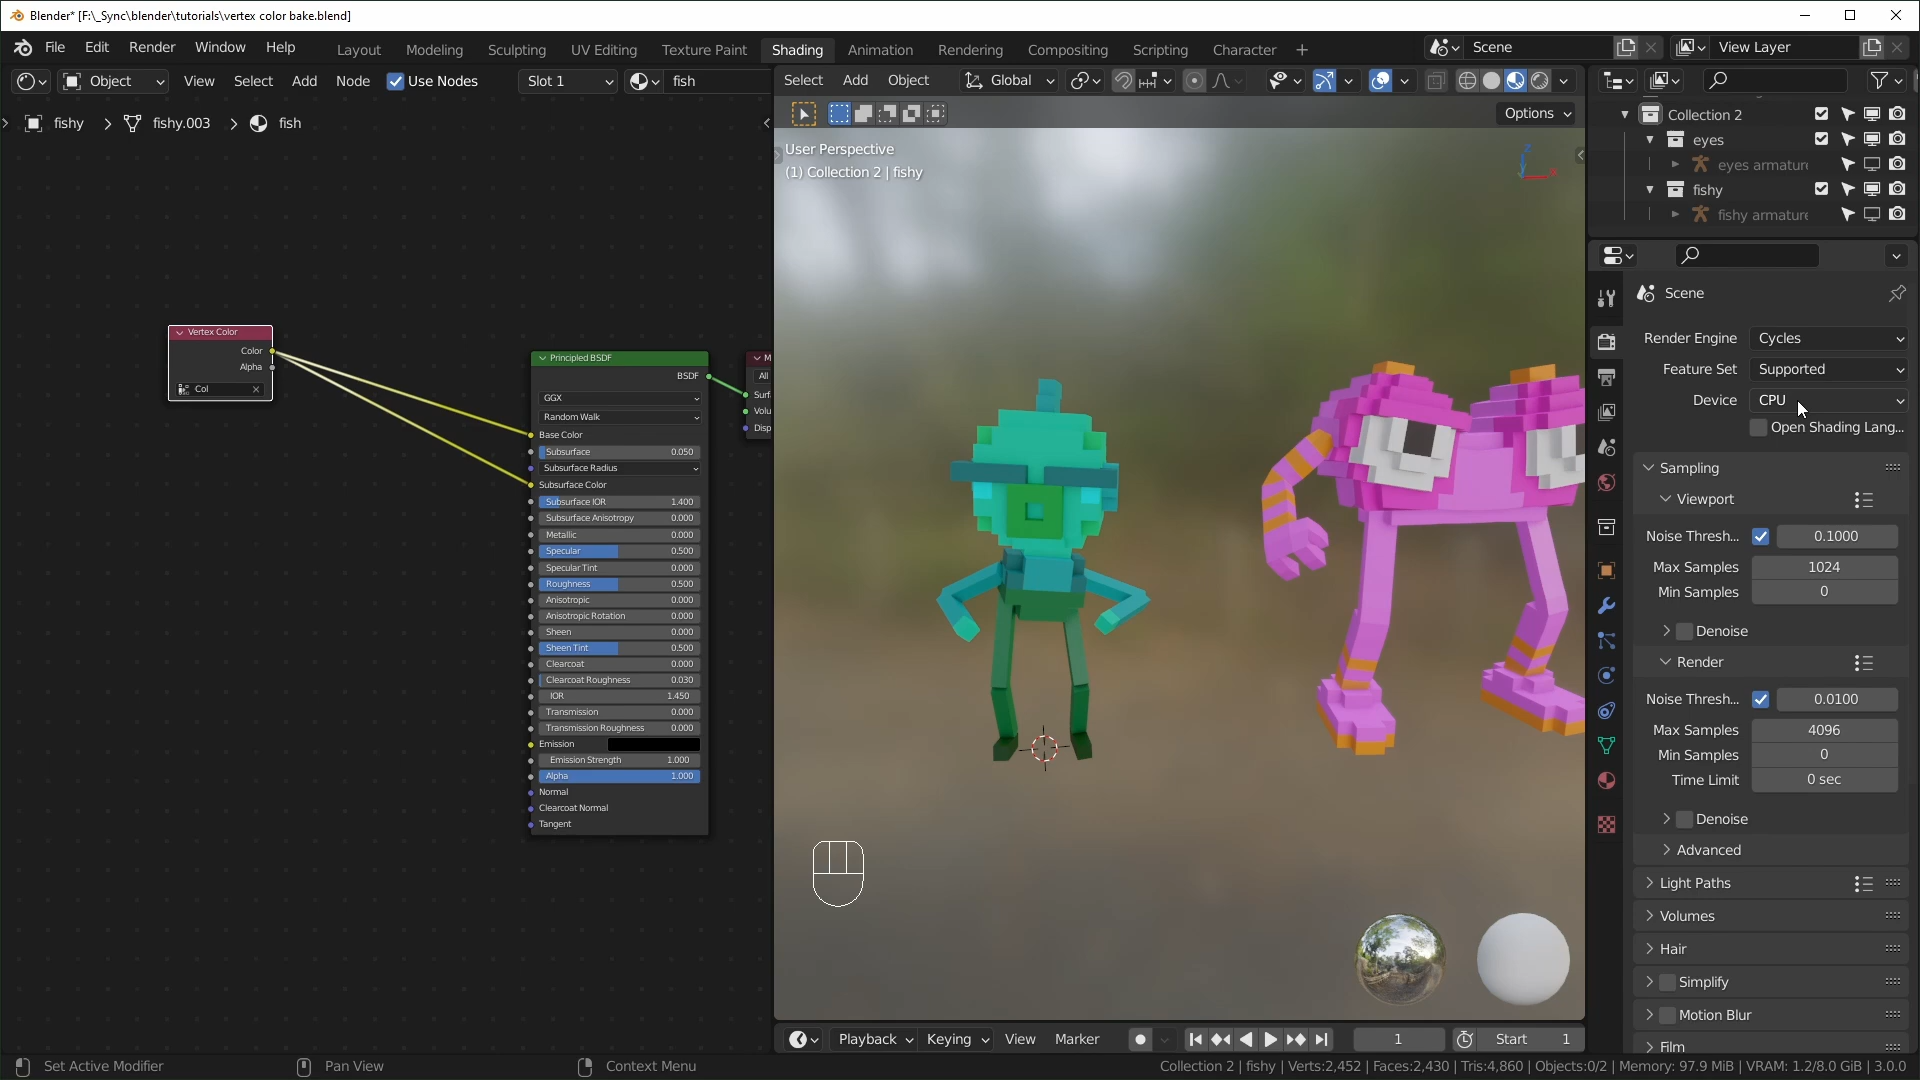 Blender* [F:\_Sync\blender\tutorials\vertex color bake.blend]
File Edit Render Window Help
Layout Modeling Sculpting UV Editing Texture Paint Shading Animation Rendering Compositing Scripting Character +
Scene
View Layer
Object View Select Add Node Use Nodes Slot 1 fish
Select Add Object Global
Options
fishy > fishy.003 > fish
User Perspective
(1) Collection 2 | fishy
Z
Collection 2
eyes
eyes armature
fishy
fishy armature
Scene
Render Engine Cycles
Feature Set Supported
Device CPU
Open Shading Lang...
Sampling
Viewport
Noise Thresh... 0.1000
Max Samples 1024
Min Samples 0
Denoise
Render
Noise Thresh... 0.0100
Max Samples 4096
Min Samples 0
Time Limit 0 sec
Denoise
Advanced
Light Paths
Volumes
Hair
Simplify
Motion Blur
Film
Vertex Color
Color
Alpha
Col
Principled BSDF
BSDF
GGX
Random Walk
Base Color
Subsurface 0.050
Subsurface Radius
Subsurface Color
Subsurface IOR 1.400
Subsurface Anisotropy 0.000
Metallic 0.000
Specular 0.500
Specular Tint 0.000
Roughness 0.500
Anisotropic 0.000
Anisotropic Rotation 0.000
Sheen 0.000
Sheen Tint 0.500
Clearcoat 0.000
Clearcoat Roughness 0.030
IOR 1.450
Transmission 0.000
Transmission Roughness 0.000
Emission
Emission Strength 1.000
Alpha 1.000
Normal
Clearcoat Normal
Tangent
M
All
Surf
Volu
Disp
Playback Keying View Marker 1 Start 1
Set Active Modifier Pan View Context Menu
Collection 2 | fishy | Verts:2,452 | Faces:2,430 | Tris:4,860 | Objects:0/2 | Memory: 97.9 MiB | VRAM: 1.2/8.0 GiB | 3.0.0